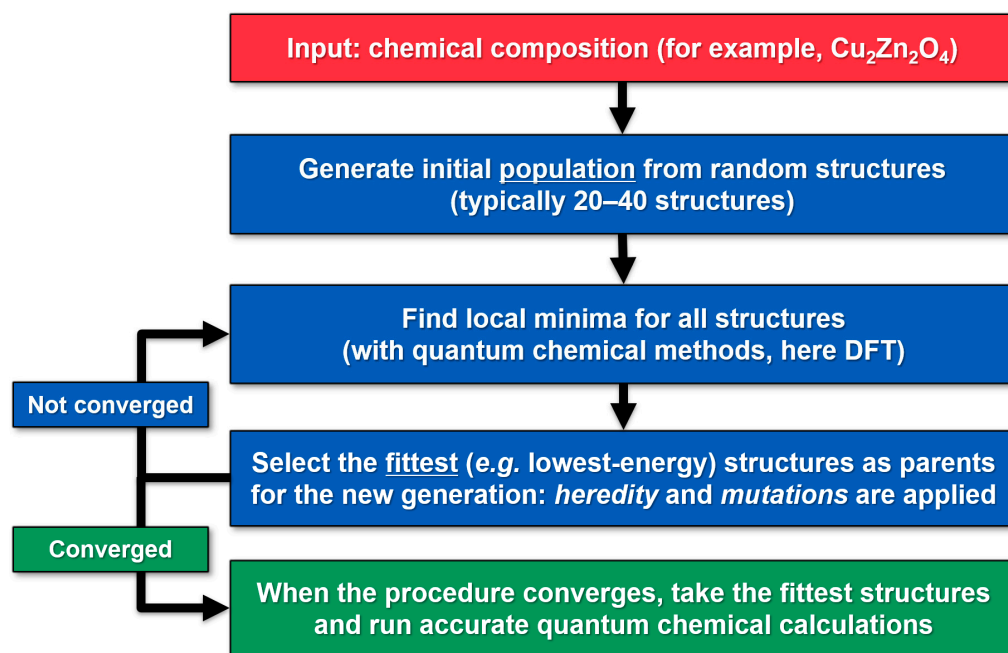 Input: chemical composition (for example, Cu₂Zn₂O₄)
Generate initial population from random structures
(typically 20–40 structures)
Find local minima for all structures
(with quantum chemical methods, here DFT)
Not converged
Select the fittest (e.g. lowest-energy) structures as parents
for the new generation: heredity and mutations are applied
Converged
When the procedure converges, take the fittest structures
and run accurate quantum chemical calculations